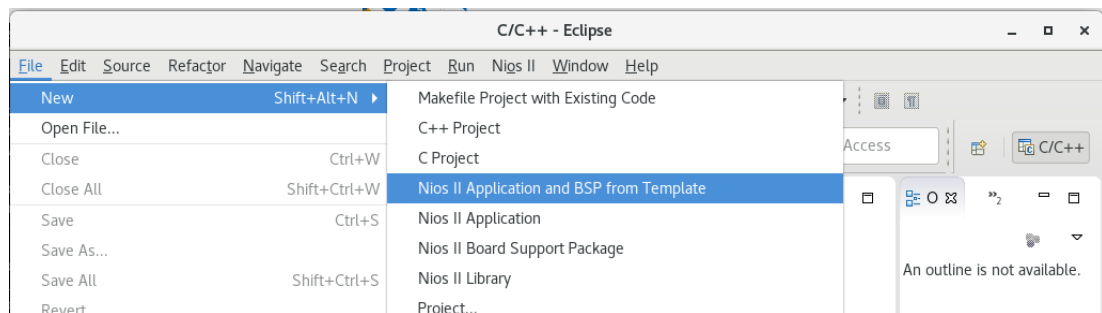 C/C++ - Eclipse
File Edit Source Refactor Navigate Search Project Run Nios II Window Help
New Shift+Alt+N Makefile Project with Existing Code
Open File... C++ Project
Close Ctrl+W C Project Access C/C++
Close All Shift+Ctrl+W Nios II Application and BSP from Template O 2
Save Ctrl+S Nios II Application
Save As... Nios II Board Support Package
Save All Shift+Ctrl+S Nios II Library An outline is not available.
Revert Project...